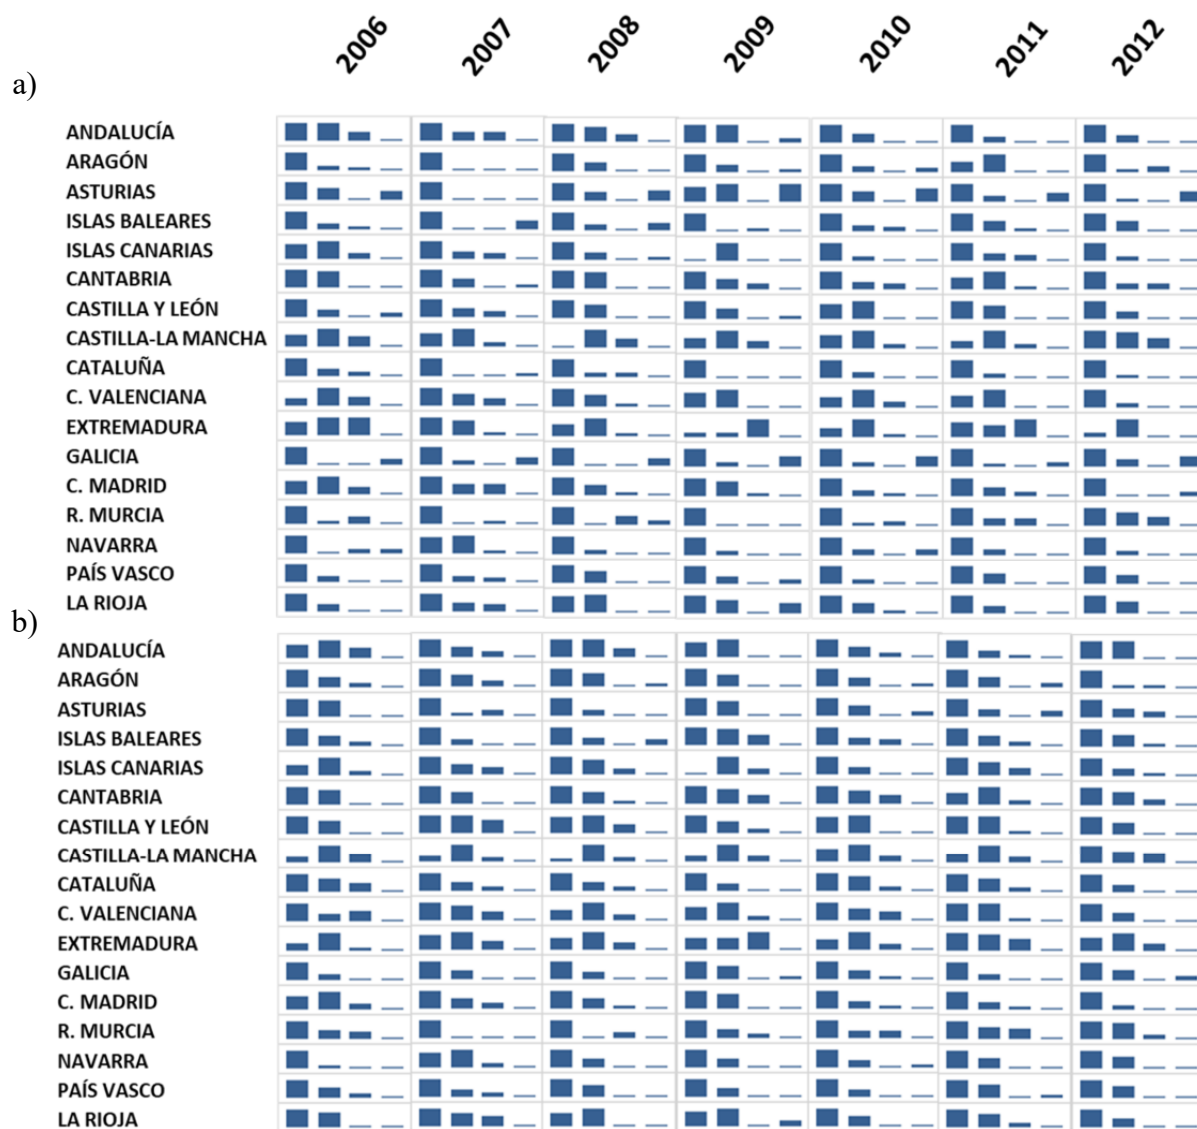 2006 2007 2008 2009 2010 2011 2012
a)
ANDALUCÍA
ARAGÓN
ASTURIAS
ISLAS BALEARES
ISLAS CANARIAS
CANTABRIA
CASTILLA Y LEÓN
CASTILLA-LA MANCHA
CATALUÑA
C. VALENCIANA
EXTREMADURA
GALICIA
C. MADRID
R. MURCIA
NAVARRA
PAÍS VASCO
LA RIOJA
b)
ANDALUCÍA
ARAGÓN
ASTURIAS
ISLAS BALEARES
ISLAS CANARIAS
CANTABRIA
CASTILLA Y LEÓN
CASTILLA-LA MANCHA
CATALUÑA
C. VALENCIANA
EXTREMADURA
GALICIA
C. MADRID
R. MURCIA
NAVARRA
PAÍS VASCO
LA RIOJA